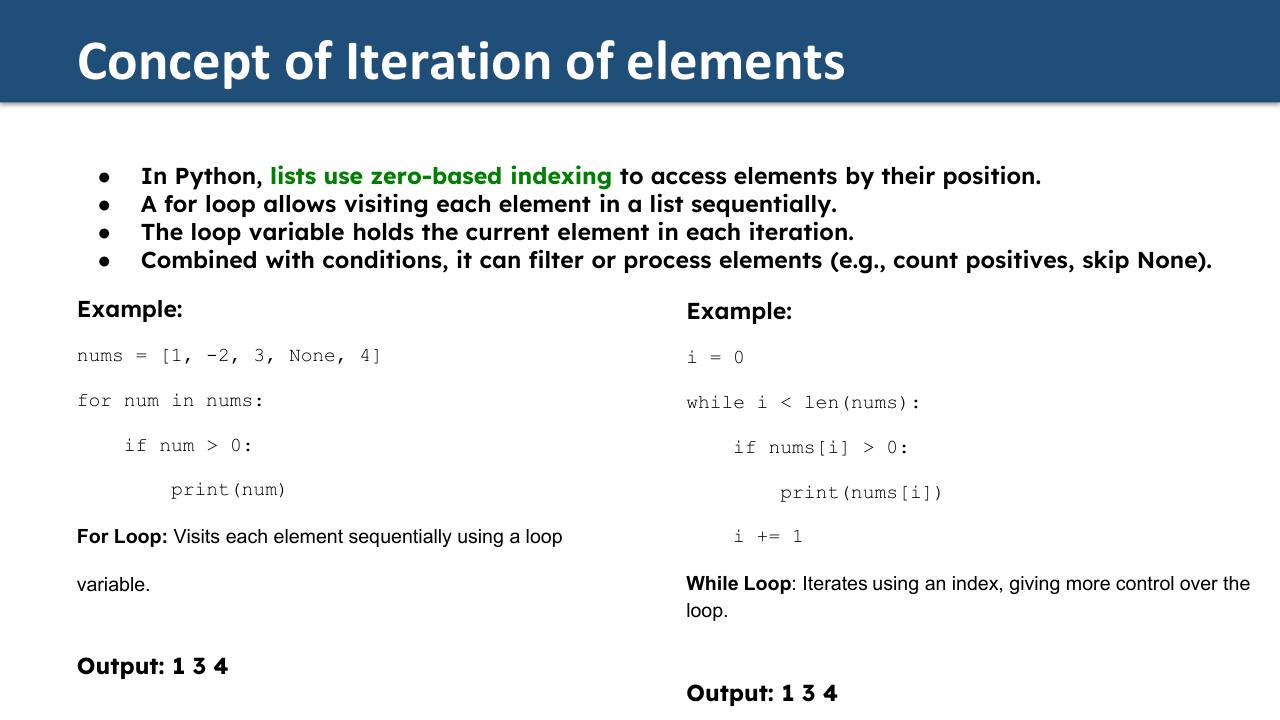 Concept of Iteration of elements
● In Python, lists use zero-based indexing to access elements by their position.
● A for loop allows visiting each element in a list sequentially.
● The loop variable holds the current element in each iteration.
● Combined with conditions, it can filter or process elements (e.g., count positives, skip None).
Example:
nums = [1, -2, 3, None, 4]
for num in nums:
    if num > 0:
        print(num)
For Loop: Visits each element sequentially using a loop
variable.
Output: 1 3 4
Example:
i = 0
while i < len(nums):
    if nums[i] > 0:
        print(nums[i])
    i += 1
While Loop: Iterates using an index, giving more control over the
loop.
Output: 1 3 4